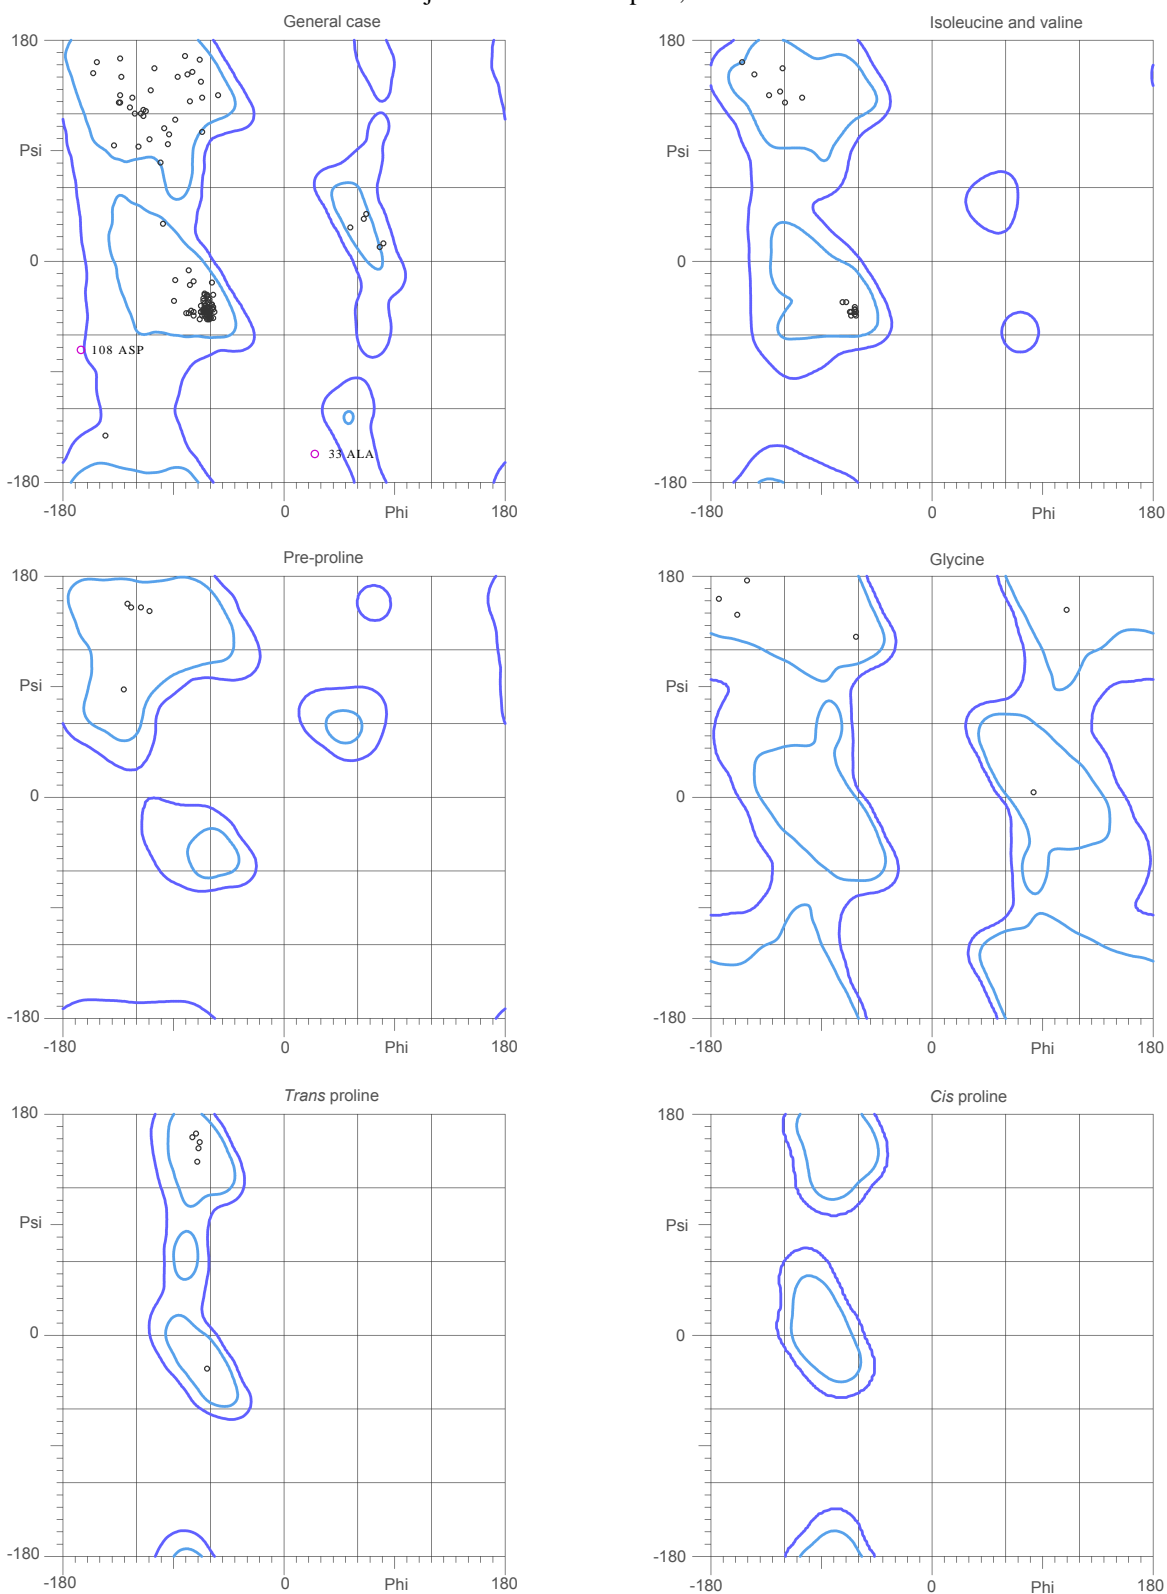 General case
180
Psi
0
-180
-180
0
Phi
180
108 ASP
33 ALA
Isoleucine and valine
180
Psi
0
-180
-180
0
Phi
180
Pre-proline
180
Psi
0
-180
-180
0
Phi
180
Glycine
180
Psi
0
-180
-180
0
Phi
180
Trans proline
180
Psi
0
-180
-180
0
Phi
180
Cis proline
180
Psi
0
-180
-180
0
Phi
180